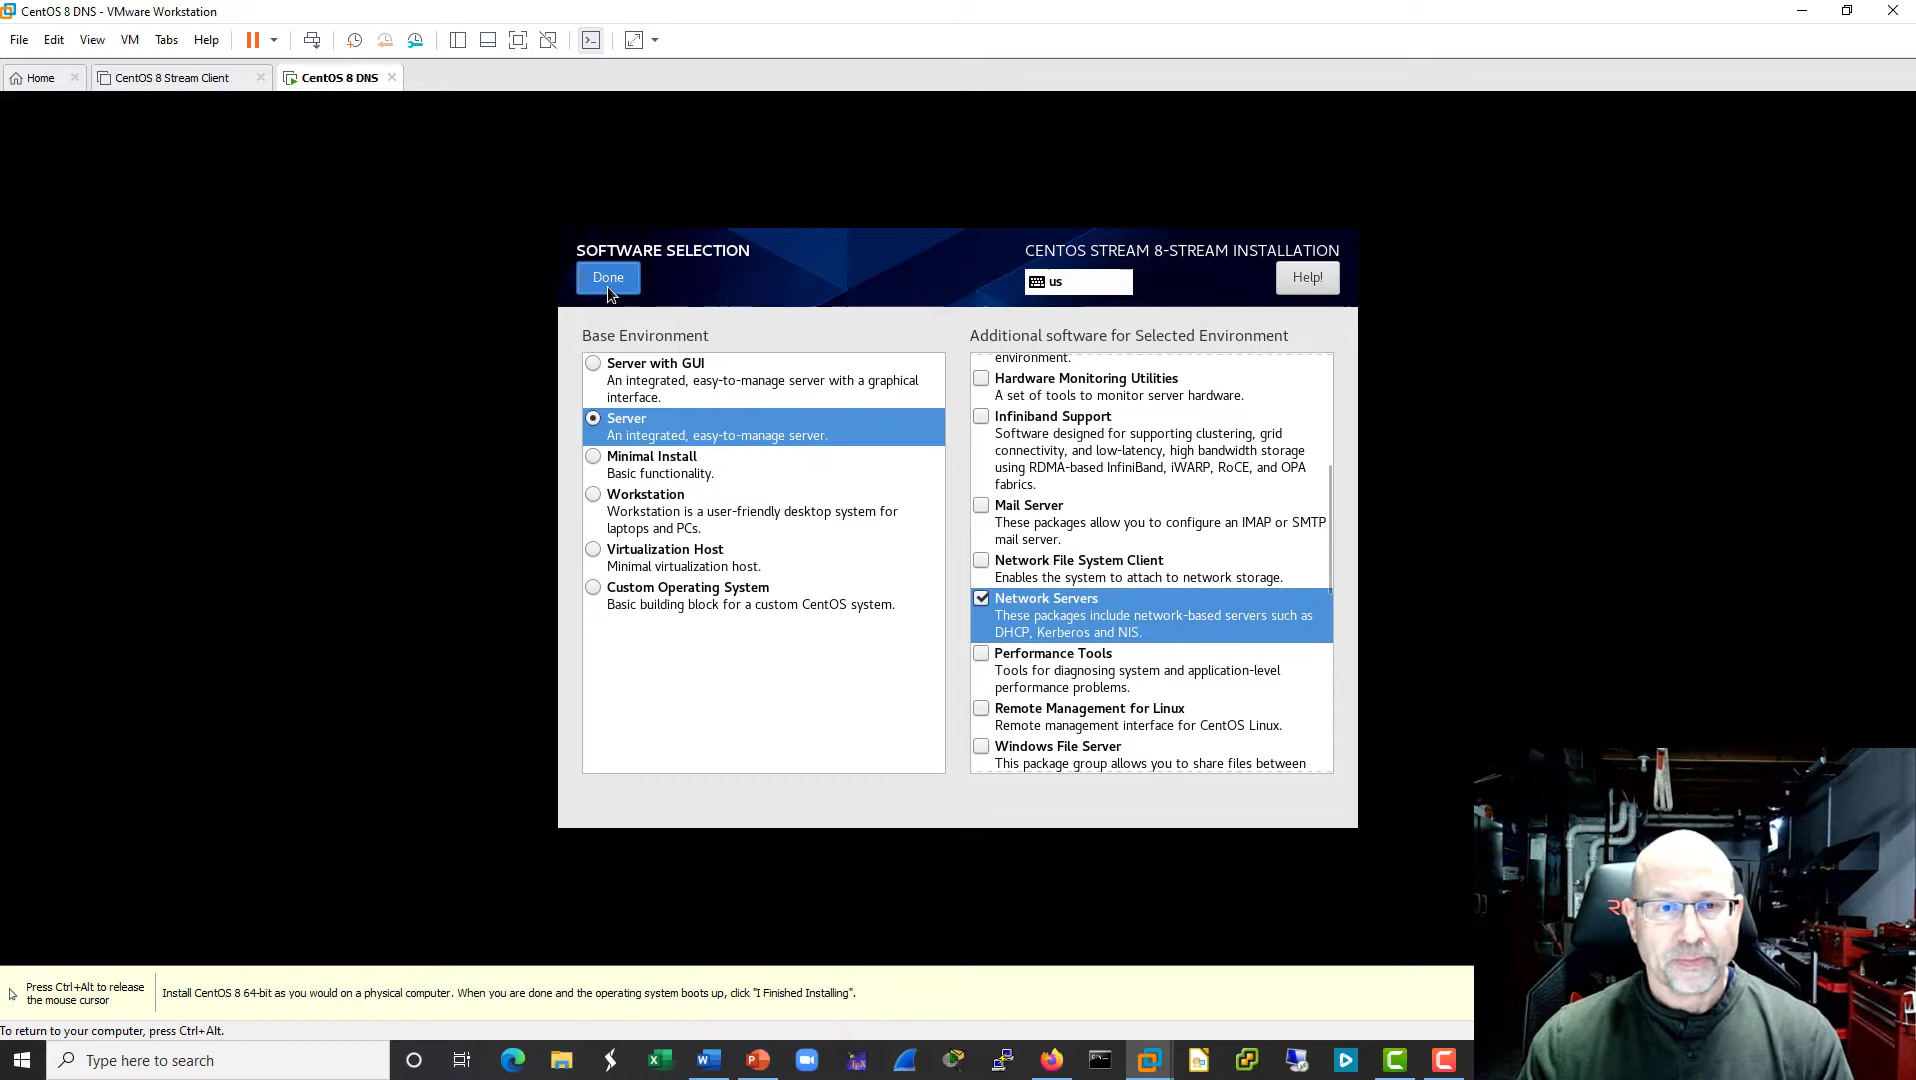 CentOS 8 DNS - VMware Workstation
File Edit View VM Tabs Help
Home CentOS 8 Stream Client CentOS 8 DNS
SOFTWARE SELECTION
CENTOS STREAM 8-STREAM INSTALLATION
Done
us
Help!
Base Environment
Server with GUI
An integrated, easy-to-manage server with a graphical
interface.
Server
An integrated, easy-to-manage server.
Minimal Install
Basic functionality.
Workstation
Workstation is a user-friendly desktop system for
laptops and PCs.
Virtualization Host
Minimal virtualization host.
Custom Operating System
Basic building block for a custom CentOS system.
Additional software for Selected Environment
environment.
Hardware Monitoring Utilities
A set of tools to monitor server hardware.
Infiniband Support
Software designed for supporting clustering, grid
connectivity, and low-latency, high bandwidth storage
using RDMA-based InfiniBand, iWARP, RoCE, and OPA
fabrics.
Mail Server
These packages allow you to configure an IMAP or SMTP
mail server.
Network File System Client
Enables the system to attach to network storage.
Network Servers
These packages include network-based servers such as
DHCP, Kerberos and NIS.
Performance Tools
Tools for diagnosing system and application-level
performance problems.
Remote Management for Linux
Remote management interface for CentOS Linux.
Windows File Server
This package group allows you to share files between
Press Ctrl+Alt to release
the mouse cursor
Install CentOS 8 64-bit as you would on a physical computer. When you are done and the operating system boots up, click "I Finished Installing".
To return to your computer, press Ctrl+Alt.
Type here to search